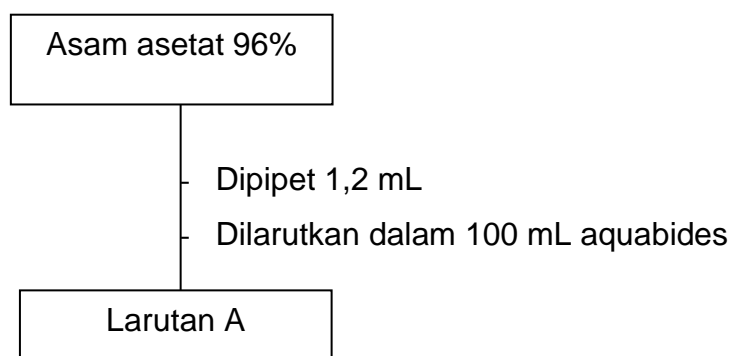 Asam asetat 96%
- Dipipet 1,2 mL
- Dilarutkan dalam 100 mL aquabides
Larutan A